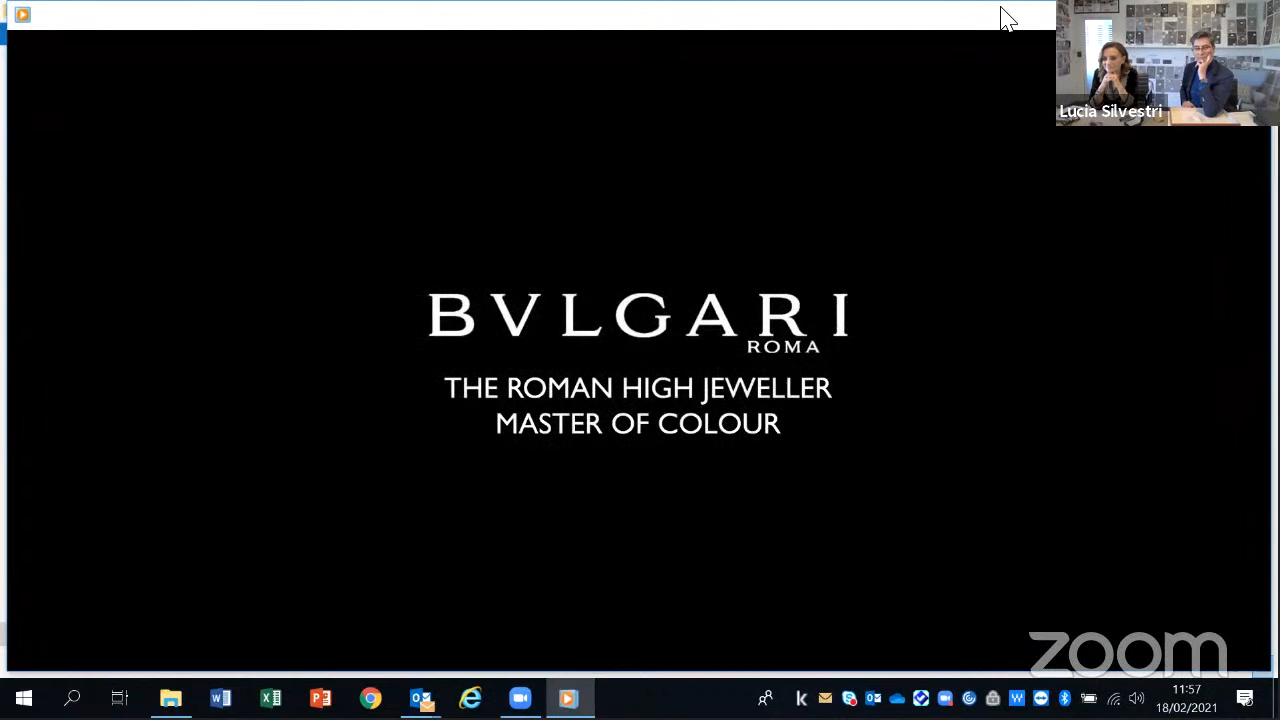 Lucia Silvestri
BVLGARI
ROMA
THE ROMAN HIGH JEWELLER
MASTER OF COLOUR
zoom
11:57
18/02/2021